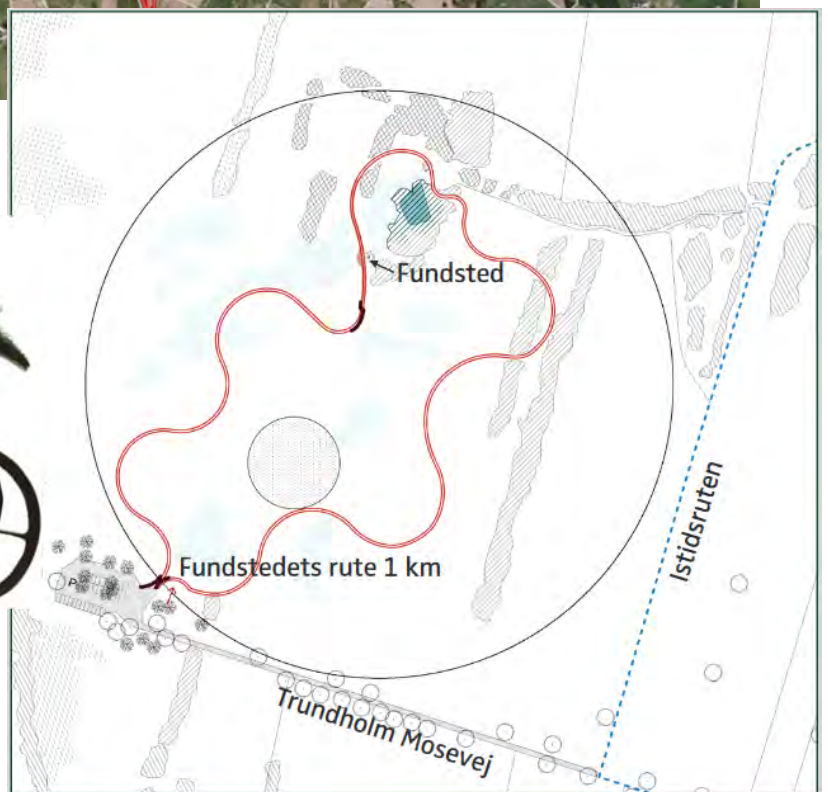 Fundsted
Istidsruten
Fundstedets rute 1 km
P
Trundholm Mosevej